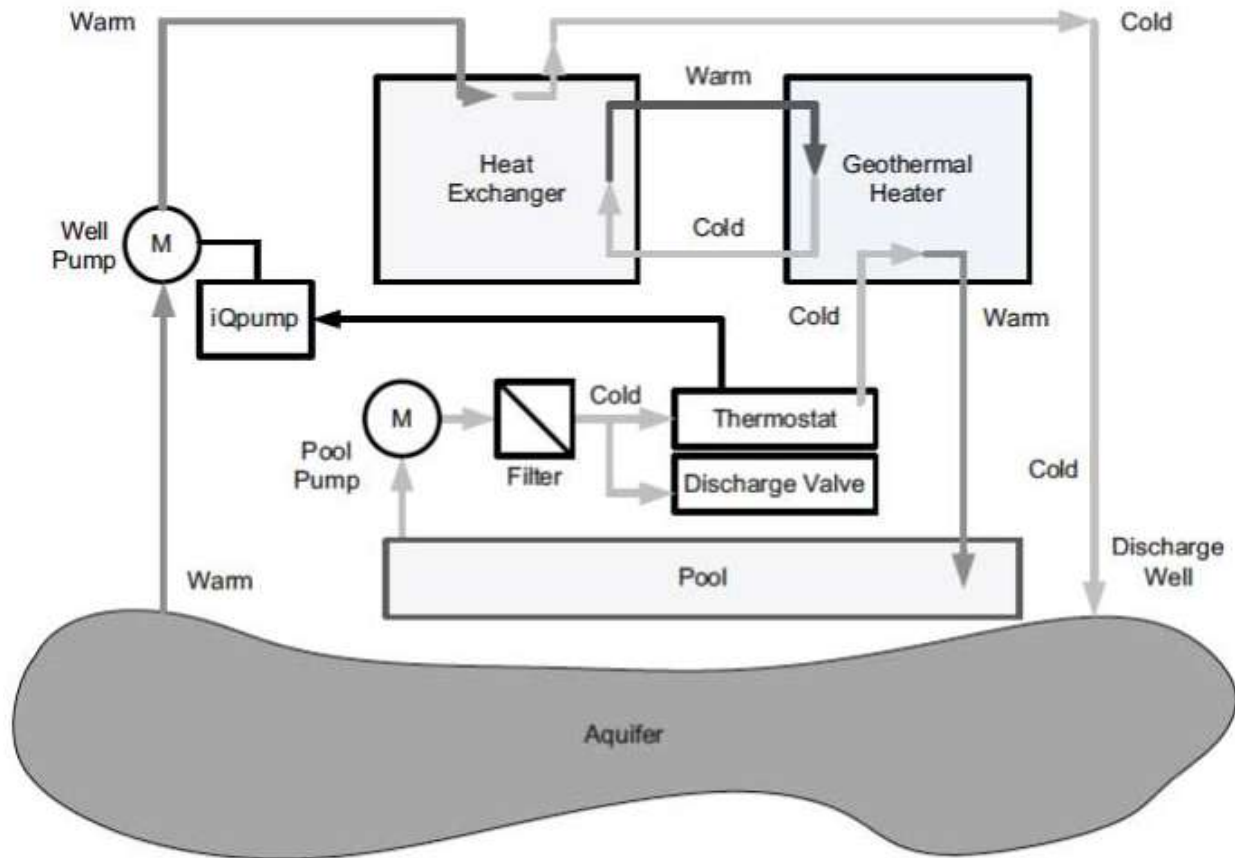 Warm
Cold
Warm
Heat
Exchanger
Geothermal
Heater
Well
Pump
M
Cold
iQpump
Cold
Warm
Cold
M
Thermostat
Pool
Pump
Filter
Discharge Valve
Cold
Discharge
Well
Warm
Pool
Aquifer